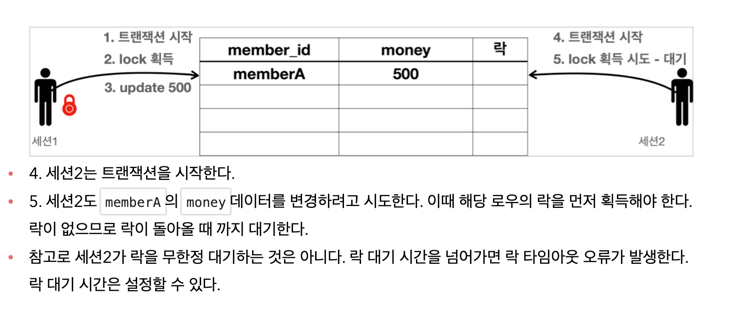 1. 트랜잭션 시작
2. lock 획득
3. update 500
member_id money 락
memberA 500
4. 트랜잭션 시작
5. lock 획득 시도 - 대기
세션1
세션2
• 4. 세션2는 트랜잭션을 시작한다.
• 5. 세션2도 memberA 의 money 데이터를 변경하려고 시도한다. 이때 해당 로우의 락을 먼저 획득해야 한다.
락이 없으므로 락이 돌아올 때 까지 대기한다.
• 참고로 세션2가 락을 무한정 대기하는 것은 아니다. 락 대기 시간을 넘어가면 락 타임아웃 오류가 발생한다.
락 대기 시간은 설정할 수 있다.